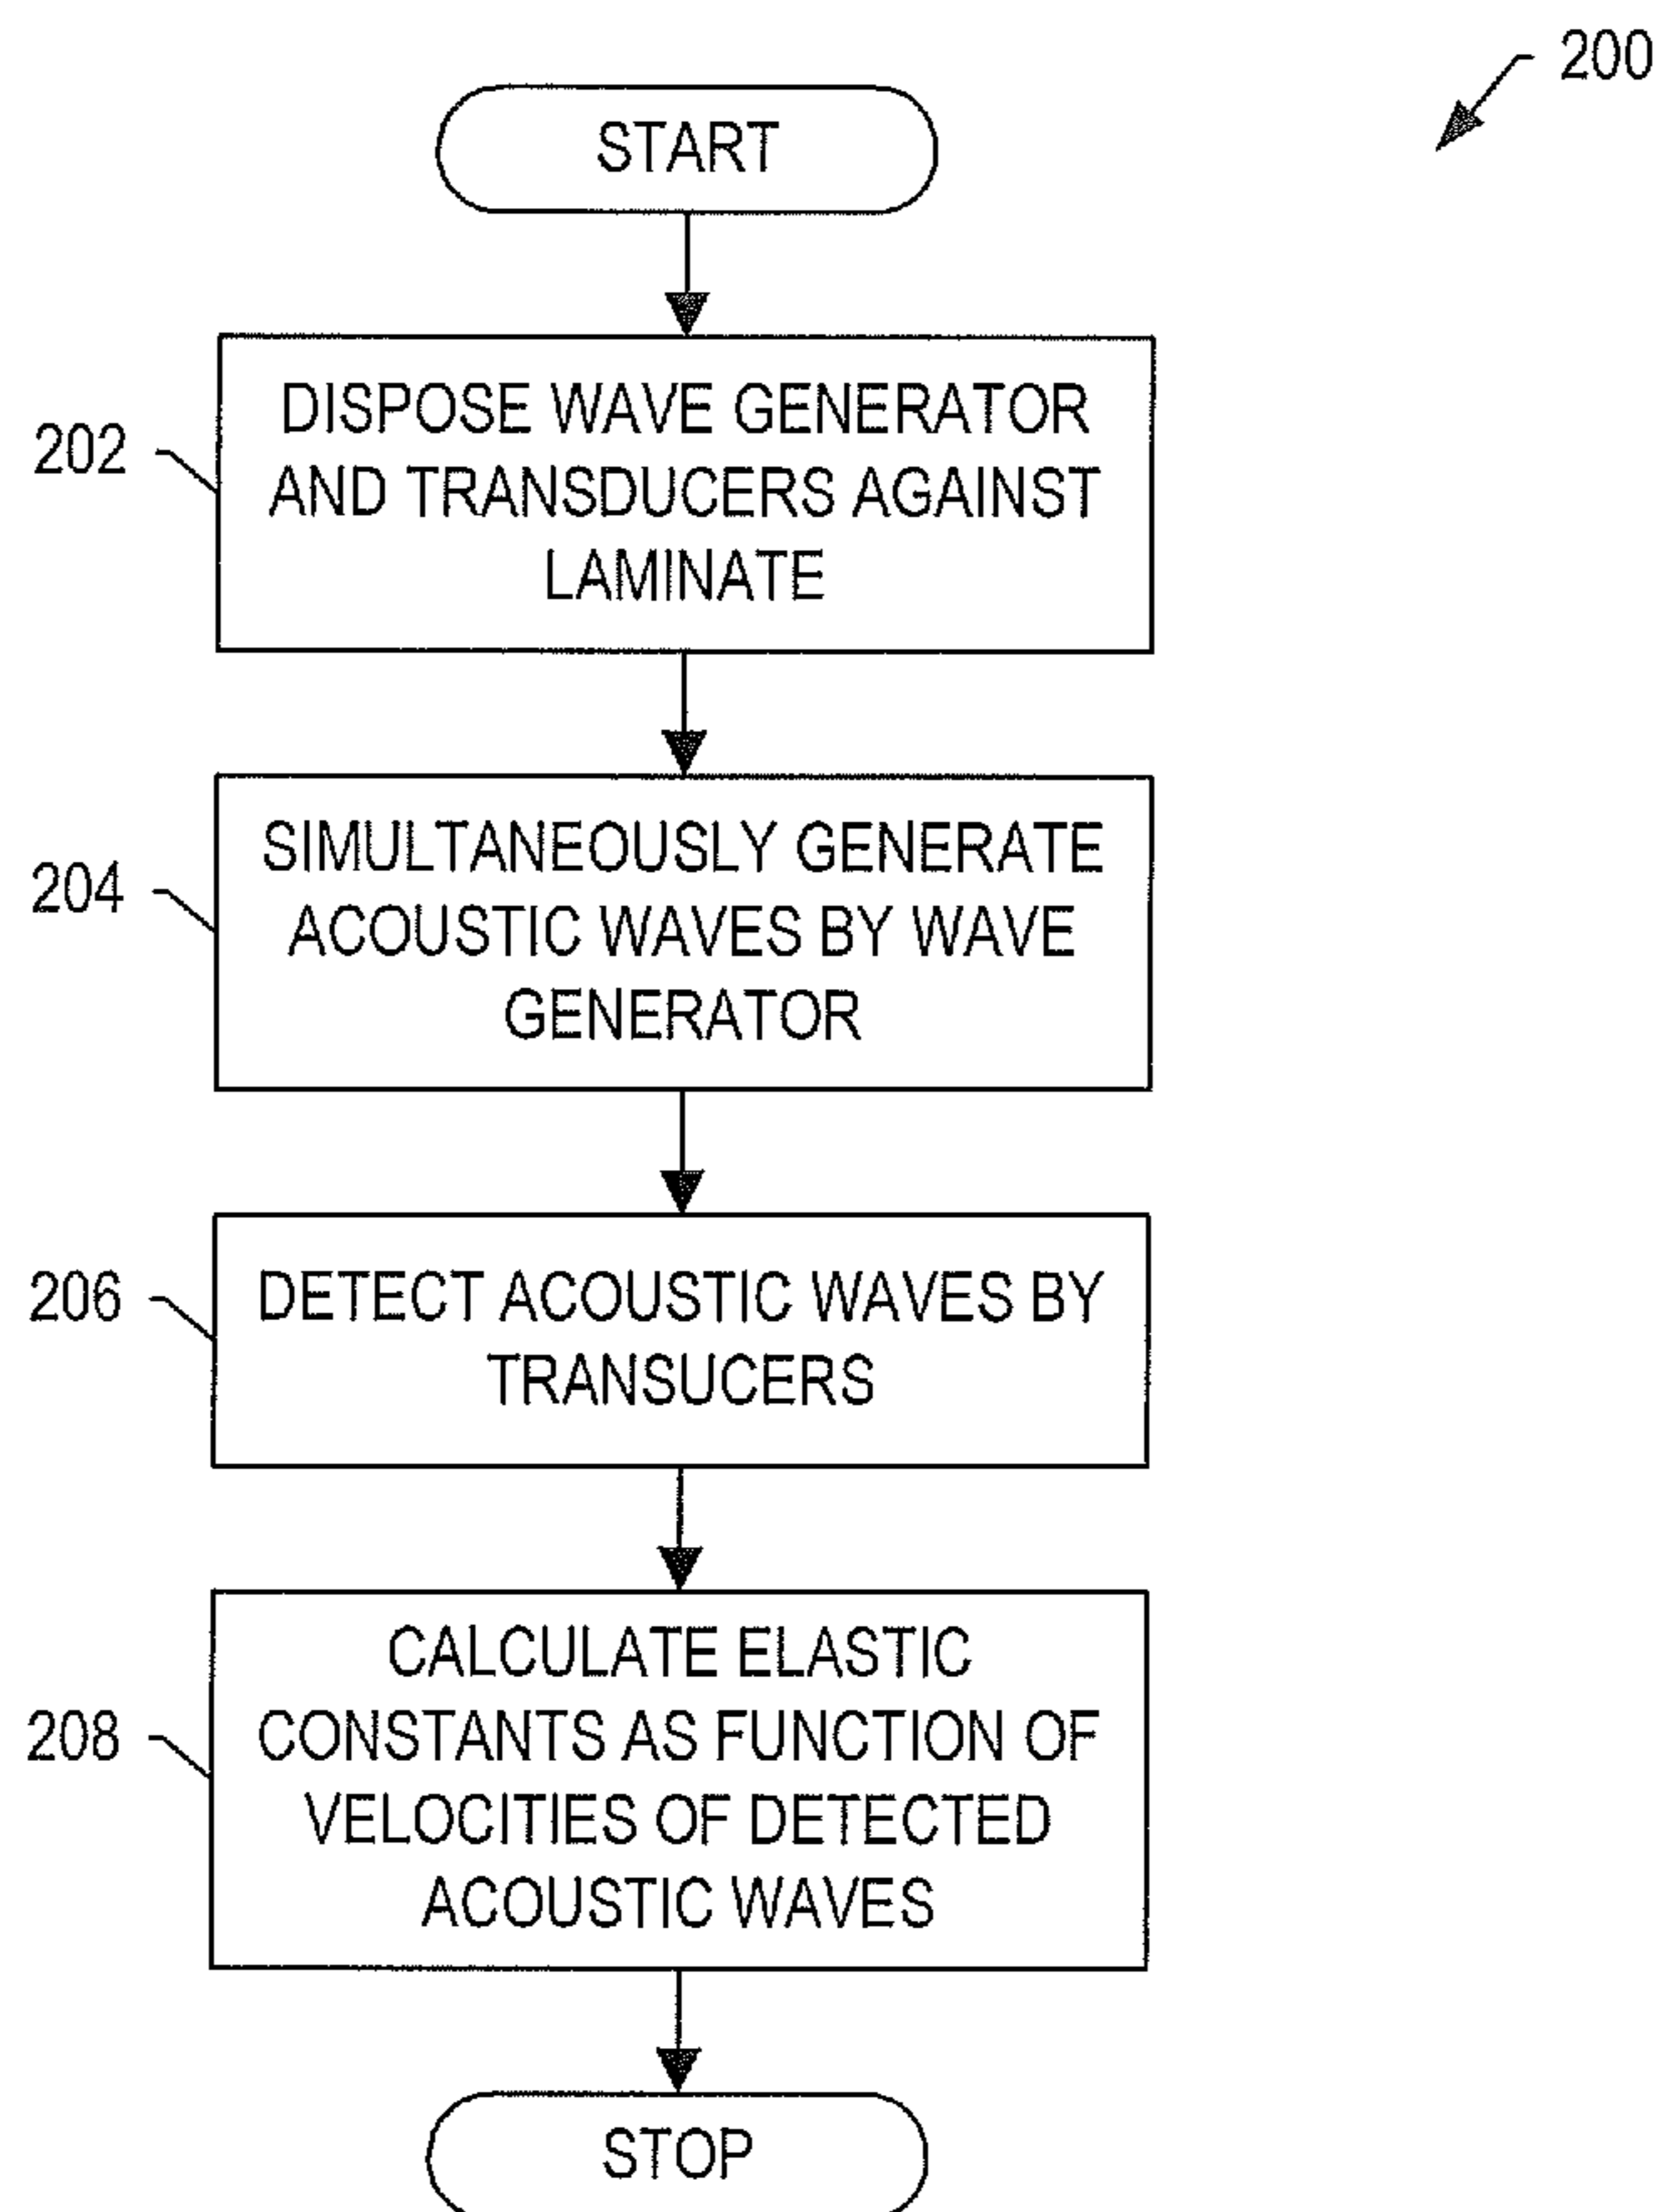 200
START
202
DISPOSE WAVE GENERATOR
AND TRANSDUCERS AGAINST
LAMINATE
204
SIMULTANEOUSLY GENERATE
ACOUSTIC WAVES BY WAVE
GENERATOR
206
DETECT ACOUSTIC WAVES BY
TRANSUCERS
208
CALCULATE ELASTIC
CONSTANTS AS FUNCTION OF
VELOCITIES OF DETECTED
ACOUSTIC WAVES
STOP